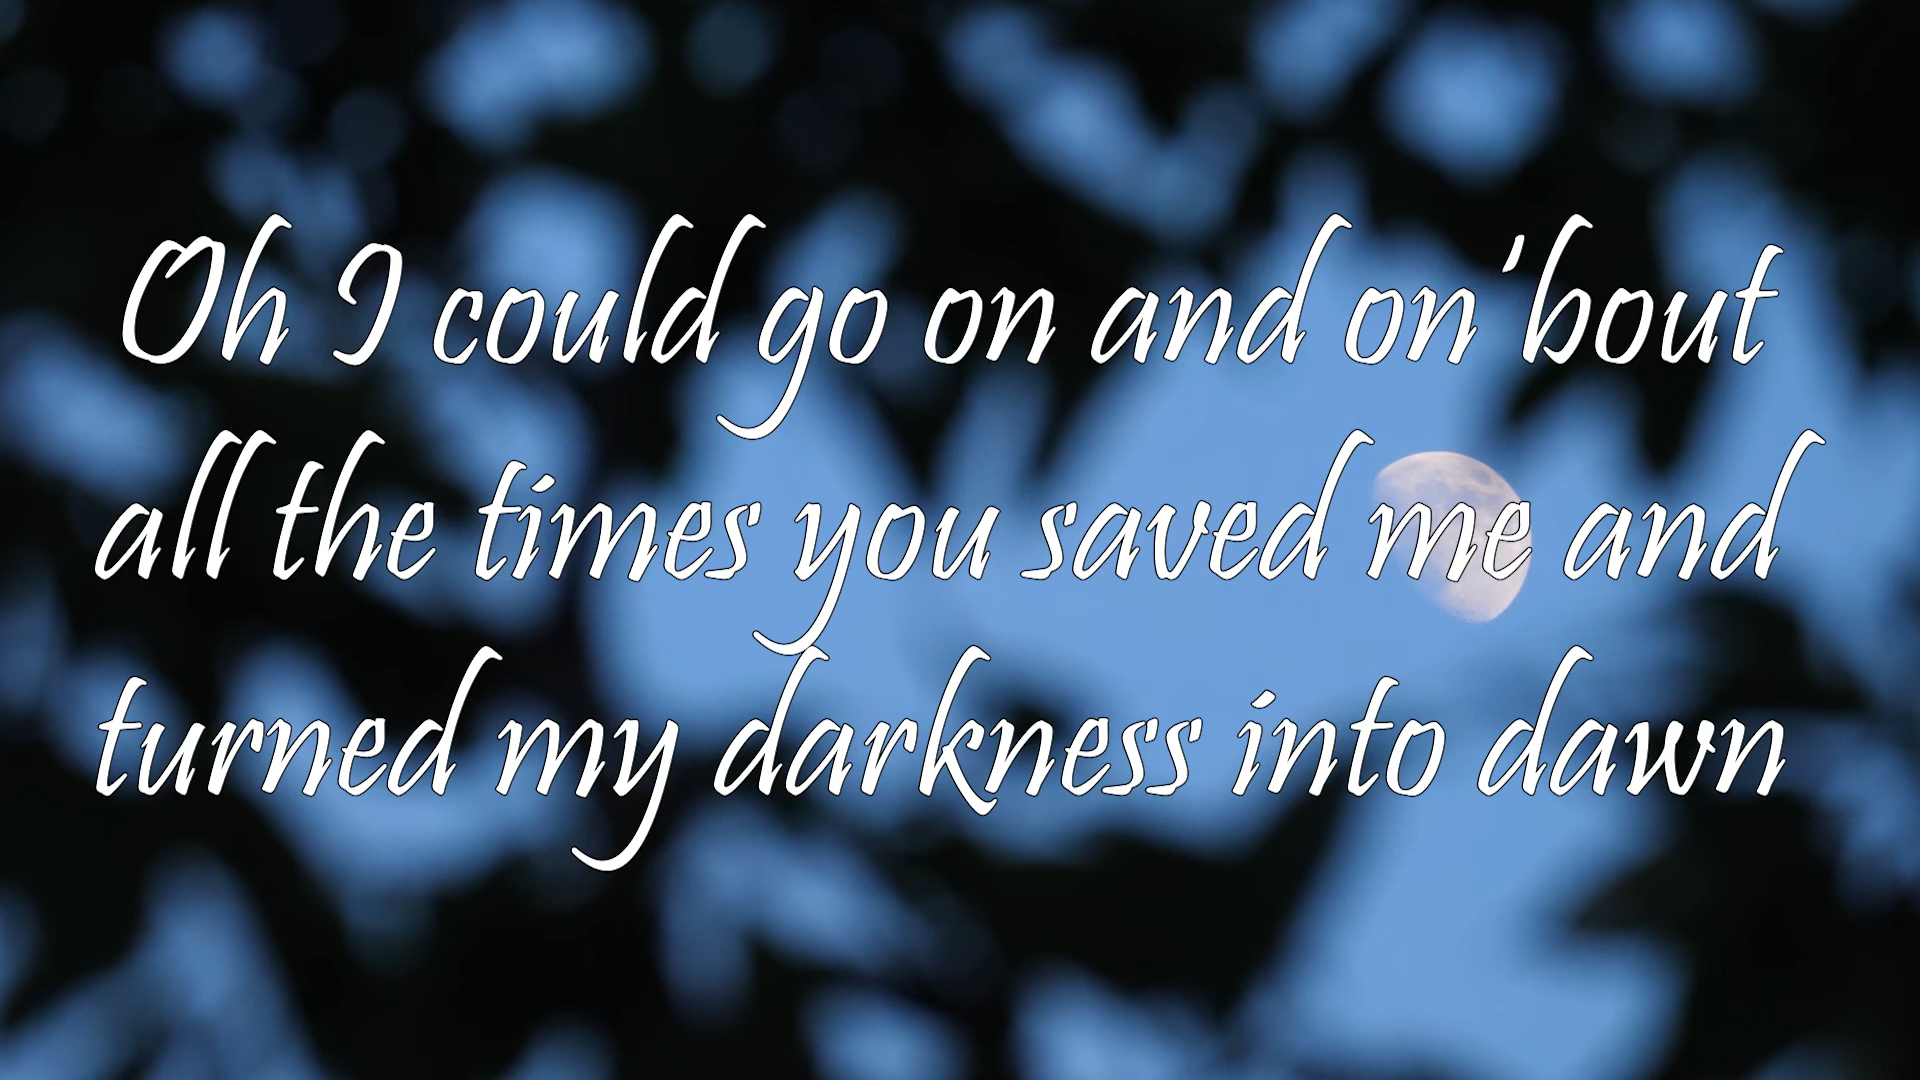 Oh I could go on and on 'bout
all the times you saved me and
turned my darkness into dawn